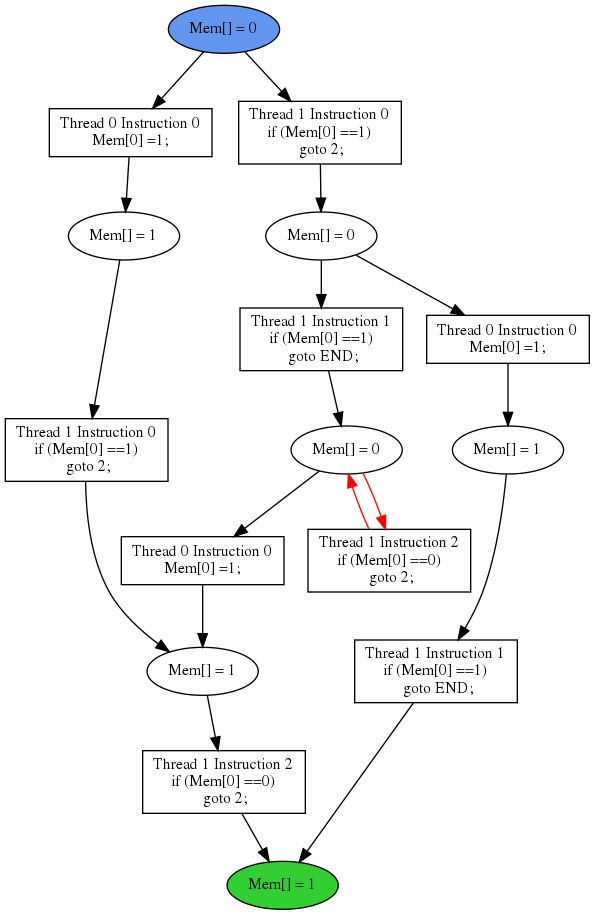 Mem[] = 0
Thread 0 Instruction 0
Mem[0] =1;
Thread 1 Instruction 0
if (Mem[0] ==1)
goto 2;
Mem[] = 1
Mem[] = 0
Thread 1 Instruction 1
if (Mem[0] ==1)
goto END;
Thread 0 Instruction 0
Mem[0] =1;
Thread 1 Instruction 0
if (Mem[0] ==1)
goto 2;
Mem[] = 0
Mem[] = 1
Thread 0 Instruction 0
Mem[0] =1;
Thread 1 Instruction 2
if (Mem[0] ==0)
goto 2;
Mem[] = 1
Thread 1 Instruction 1
if (Mem[0] ==1)
goto END;
Thread 1 Instruction 2
if (Mem[0] ==0)
goto 2;
Mem[] = 1